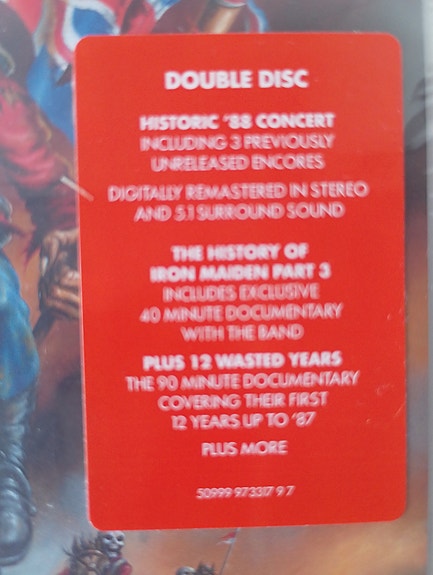 DOUBLE DISC
HISTORIC '88 CONCERT
INCLUDING 3 PREVIOUSLY
UNRELEASED ENCORES
DIGITALLY REMASTERED IN STEREO
AND 5.1 SURROUND SOUND
THE HISTORY OF
IRON MAIDEN PART 3
INCLUDES EXCLUSIVE
40 MINUTE DOCUMENTARY
WITH THE BAND
PLUS 12 WASTED YEARS
THE 90 MINUTE DOCUMENTARY
COVERING THEIR FIRST
12 YEARS UP TO '87
PLUS MORE
50999 973317 9 7